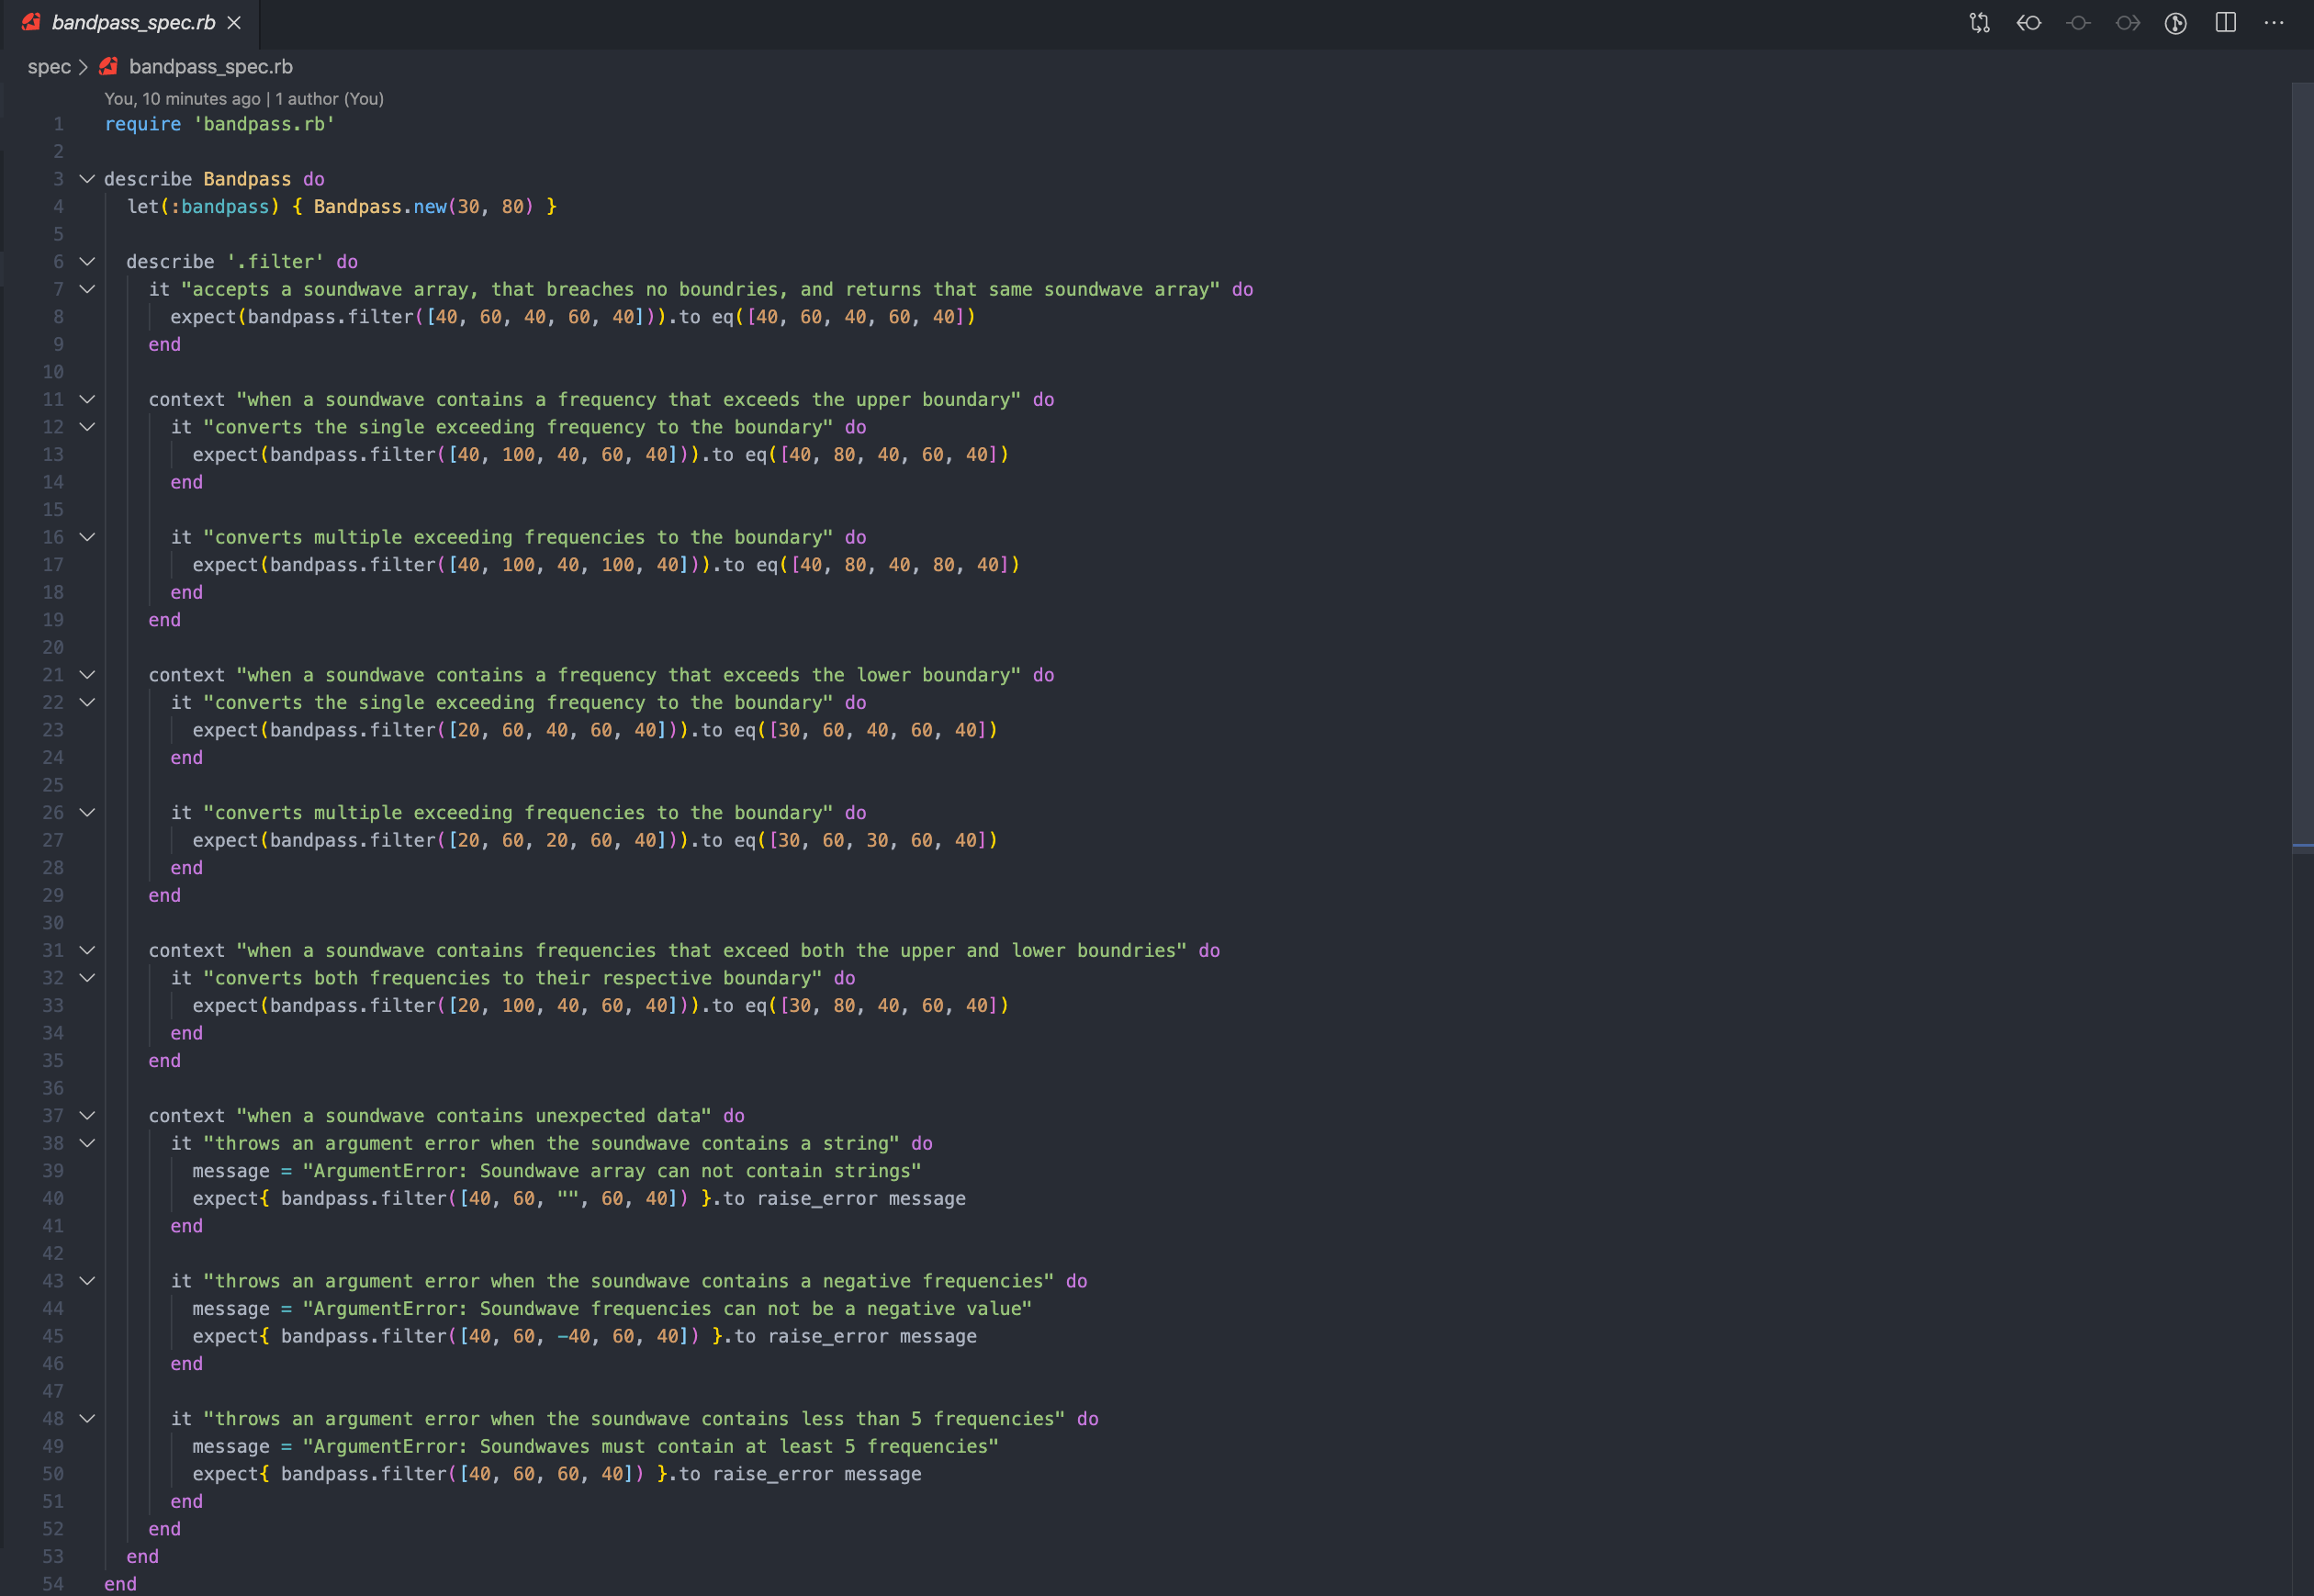 bandpass_spec.rb
spec > bandpass_spec.rb
You, 10 minutes ago | 1 author (You)
1 require 'bandpass.rb'
2
3 describe Bandpass do
4 let(:bandpass) { Bandpass.new(30, 80) }
5
6 describe '.filter' do
7 it "accepts a soundwave array, that breaches no boundries, and returns that same soundwave array" do
8 expect(bandpass.filter([40, 60, 40, 60, 40])).to eq([40, 60, 40, 60, 40])
9 end
10
11 context "when a soundwave contains a frequency that exceeds the upper boundary" do
12 it "converts the single exceeding frequency to the boundary" do
13 expect(bandpass.filter([40, 100, 40, 60, 40])).to eq([40, 80, 40, 60, 40])
14 end
15
16 it "converts multiple exceeding frequencies to the boundary" do
17 expect(bandpass.filter([40, 100, 40, 100, 40])).to eq([40, 80, 40, 80, 40])
18 end
19 end
20
21 context "when a soundwave contains a frequency that exceeds the lower boundary" do
22 it "converts the single exceeding frequency to the boundary" do
23 expect(bandpass.filter([20, 60, 40, 60, 40])).to eq([30, 60, 40, 60, 40])
24 end
25
26 it "converts multiple exceeding frequencies to the boundary" do
27 expect(bandpass.filter([20, 60, 20, 60, 40])).to eq([30, 60, 30, 60, 40])
28 end
29 end
30
31 context "when a soundwave contains frequencies that exceed both the upper and lower boundries" do
32 it "converts both frequencies to their respective boundary" do
33 expect(bandpass.filter([20, 100, 40, 60, 40])).to eq([30, 80, 40, 60, 40])
34 end
35 end
36
37 context "when a soundwave contains unexpected data" do
38 it "throws an argument error when the soundwave contains a string" do
39 message = "ArgumentError: Soundwave array can not contain strings"
40 expect{ bandpass.filter([40, 60, "", 60, 40]) }.to raise_error message
41 end
42
43 it "throws an argument error when the soundwave contains a negative frequencies" do
44 message = "ArgumentError: Soundwave frequencies can not be a negative value"
45 expect{ bandpass.filter([40, 60, -40, 60, 40]) }.to raise_error message
46 end
47
48 it "throws an argument error when the soundwave contains less than 5 frequencies" do
49 message = "ArgumentError: Soundwaves must contain at least 5 frequencies"
50 expect{ bandpass.filter([40, 60, 60, 40]) }.to raise_error message
51 end
52 end
53 end
54 end